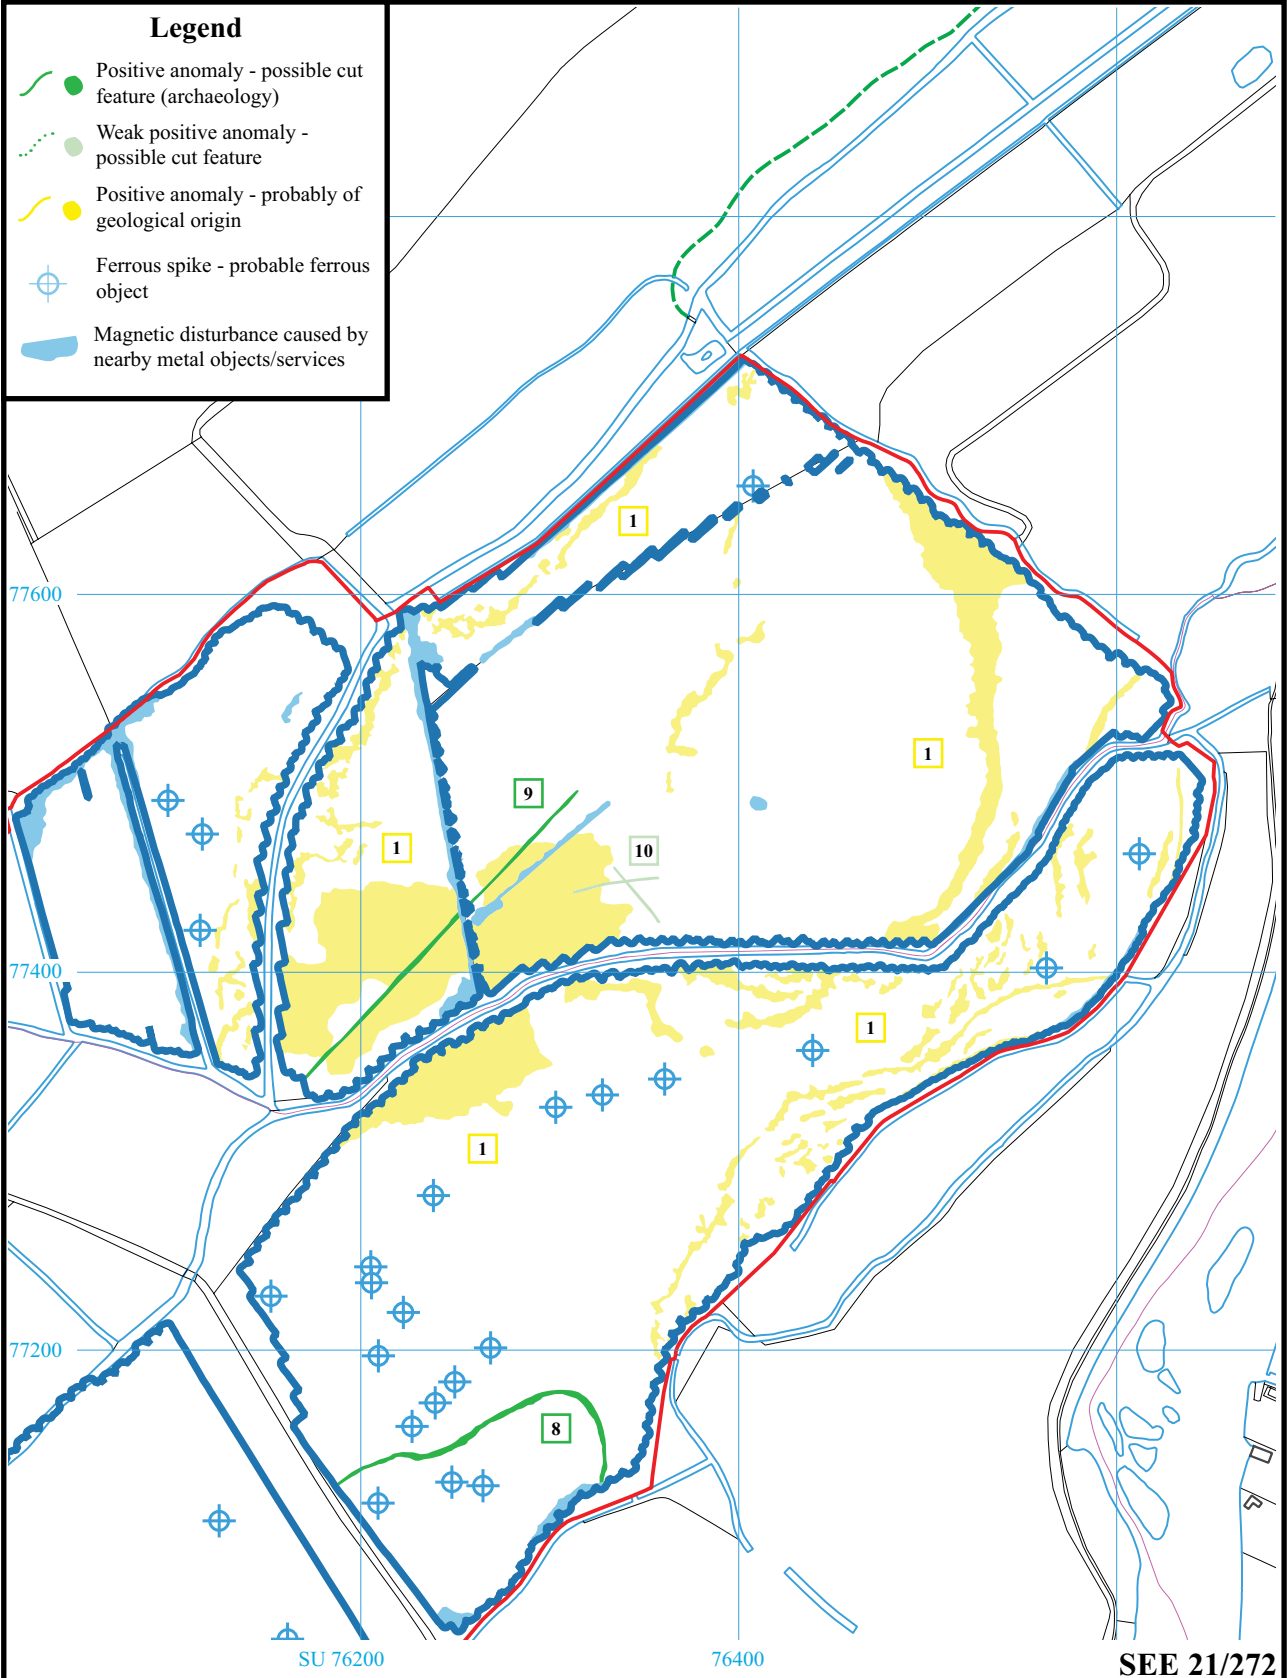 Legend
Positive anomaly - possible cut
feature (archaeology)
Weak positive anomaly -
possible cut feature
Positive anomaly - probably of
geological origin
Ferrous spike - probable ferrous
object
Magnetic disturbance caused by
nearby metal objects/services
1
77600
1
9
1
10
77400
1
1
77200
8
SU 76200
76400
SEE 21/272